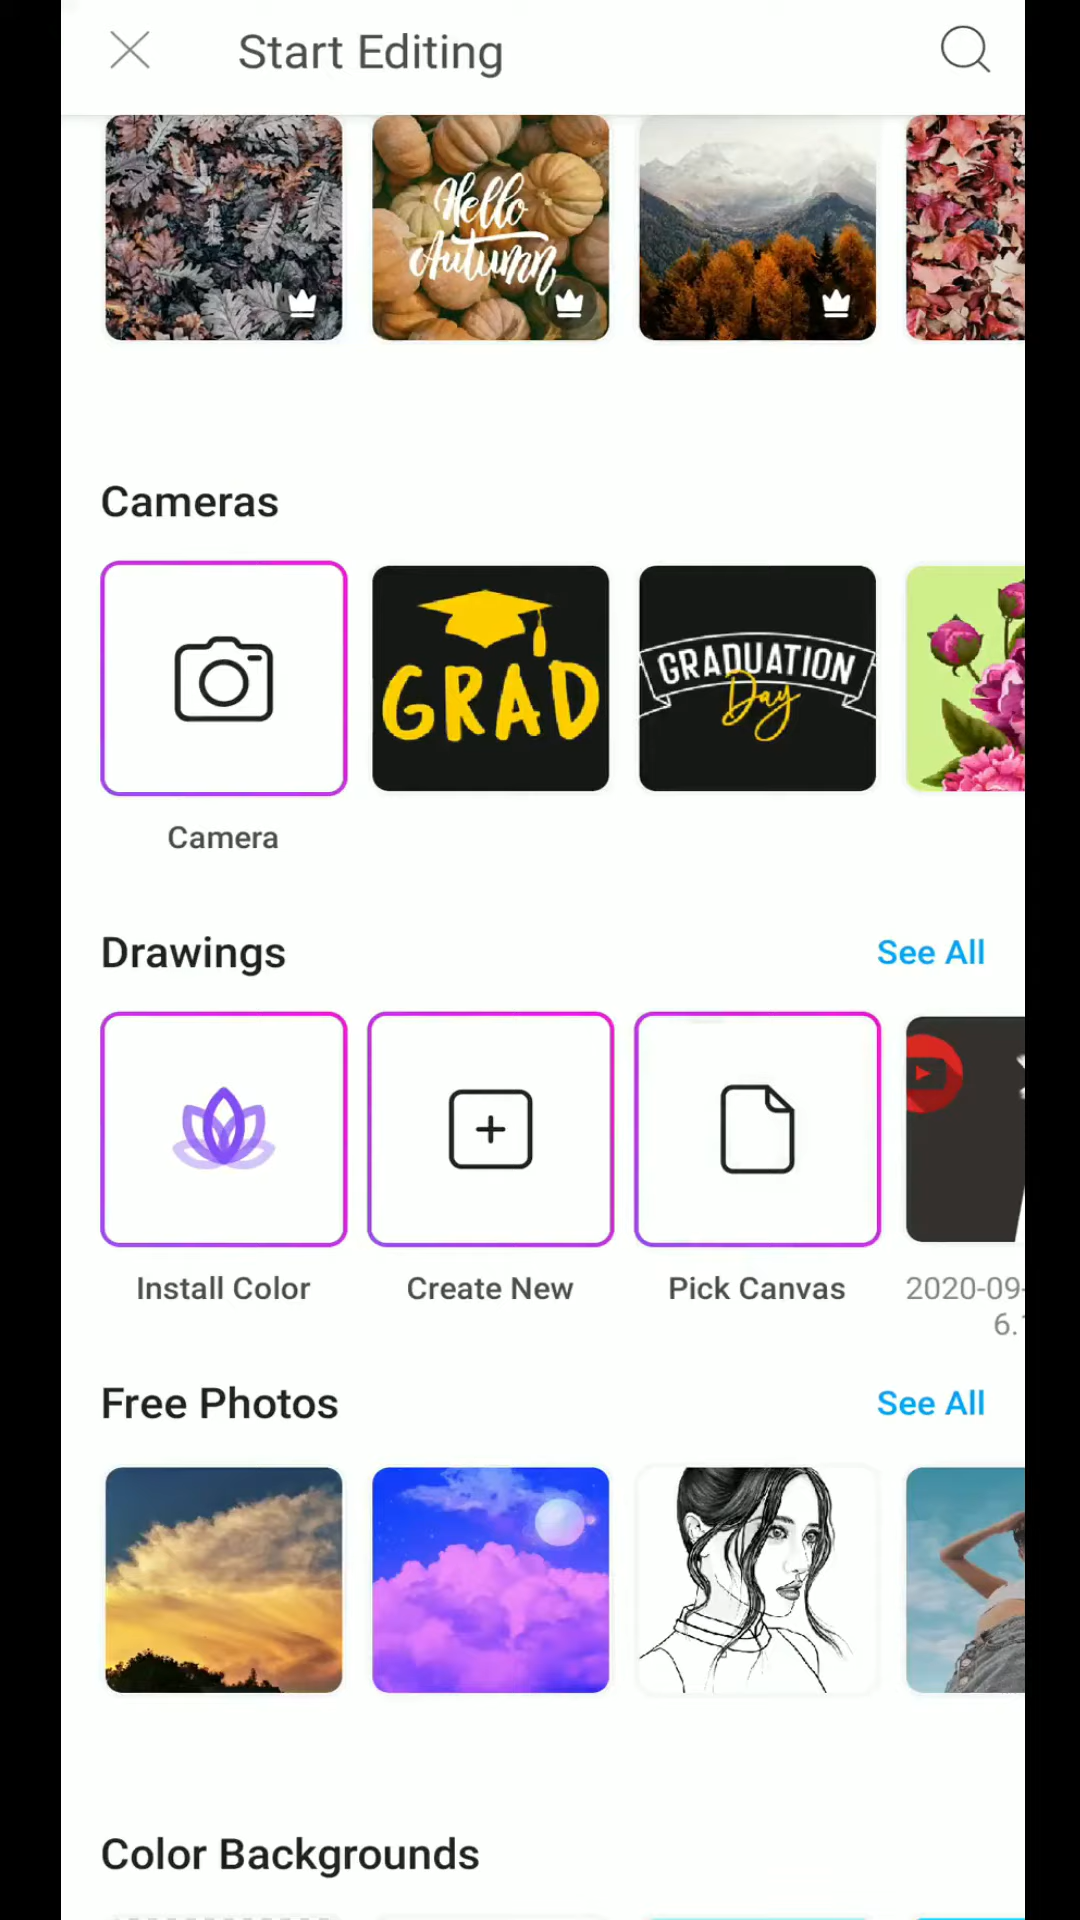 Start Editing
Hello
Autumn
Cameras
GRAD
GRADUATION
Day
Camera
Drawings
See All
Install Color
Create New
Pick Canvas
2020-09-
6.
Free Photos
See All
Color Backgrounds